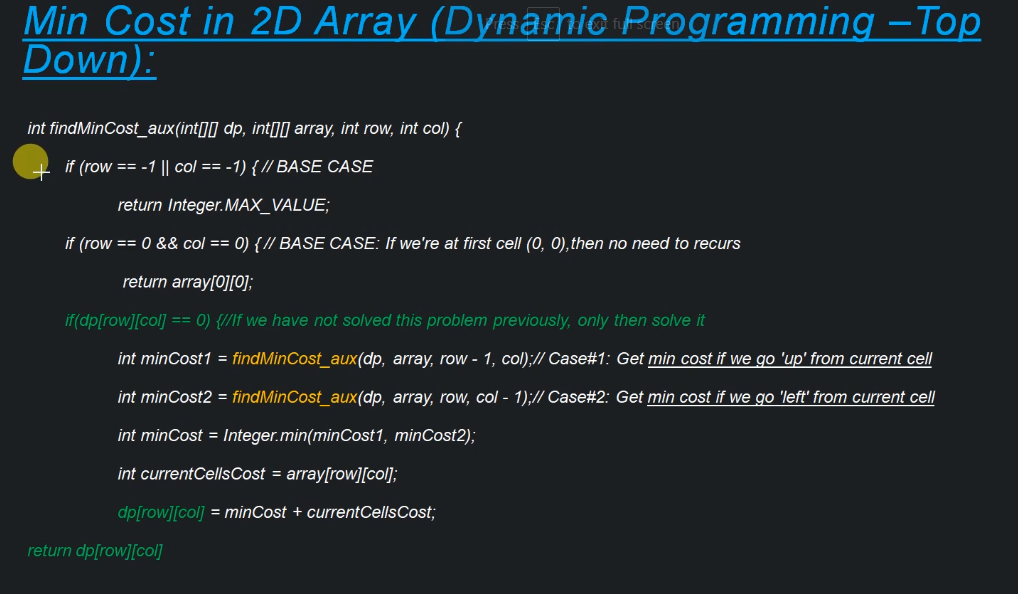 Min Cost in 2D Array (Dynamic Programming –Top
Down):
Press Esc to exit full screen
int findMinCost_aux(int[][] dp, int[][] array, int row, int col) {
if (row == -1 || col == -1) { // BASE CASE
return Integer.MAX_VALUE;
if (row == 0 && col == 0) { // BASE CASE: If we're at first cell (0, 0),then no need to recurs
return array[0][0];
if(dp[row][col] == 0) {//If we have not solved this problem previously, only then solve it
int minCost1 = findMinCost_aux(dp, array, row - 1, col);// Case#1: Get min cost if we go 'up' from current cell
int minCost2 = findMinCost_aux(dp, array, row, col - 1);// Case#2: Get min cost if we go 'left' from current cell
int minCost = Integer.min(minCost1, minCost2);
int currentCellsCost = array[row][col];
dp[row][col] = minCost + currentCellsCost;
return dp[row][col]